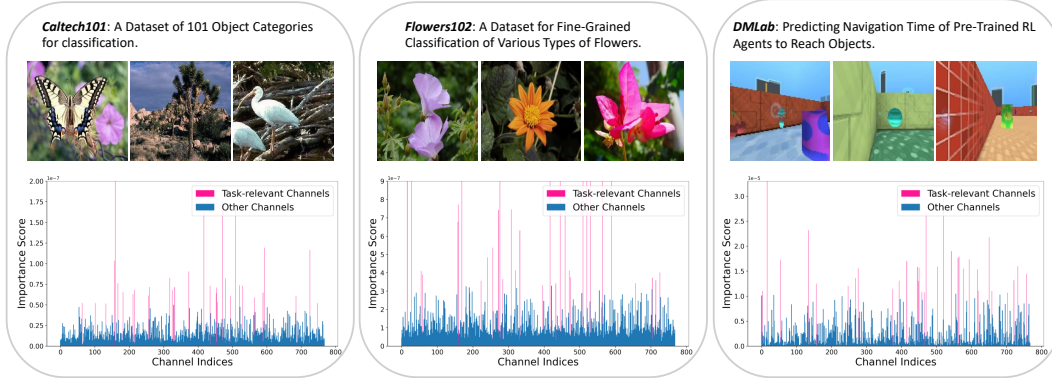 Caltech101: A Dataset of 101 Object Categories
for classification.
1e-7
2.00
1.75
1.50
1.25
1.00
0.75
0.50
0.25
0.00
Importance Score
Task-relevant Channels
Other Channels
0 100 200 300 400 500 600 700 800
Channel Indices
Flowers102: A Dataset for Fine-Grained
Classification of Various Types of Flowers.
1e-7
9
8
7
6
5
4
3
2
1
0
Importance Score
Task-relevant Channels
Other Channels
0 100 200 300 400 500 600 700 800
Channel Indices
DMLab: Predicting Navigation Time of Pre-Trained RL
Agents to Reach Objects.
1e-5
3.0
2.5
2.0
1.5
1.0
0.5
0.0
Importance Score
Task-relevant Channels
Other Channels
0 100 200 300 400 500 600 700 800
Channel Indices